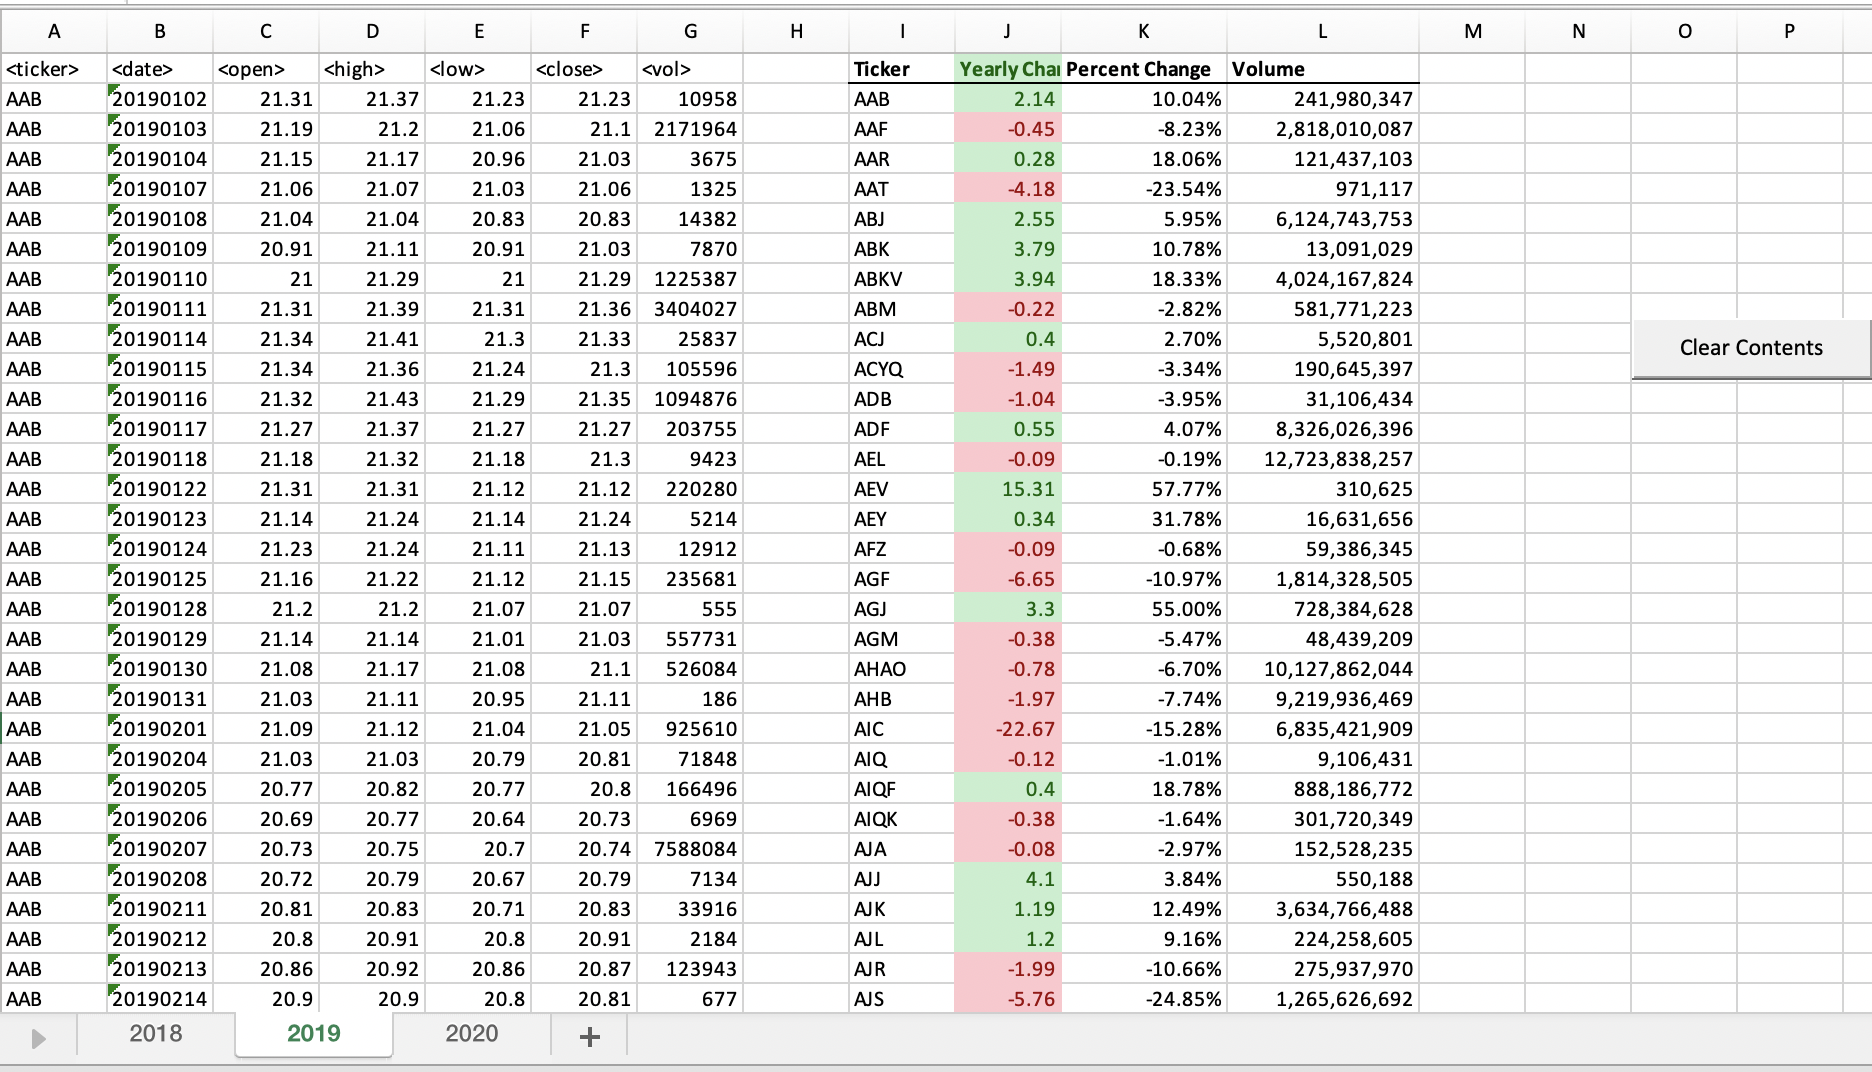 A B C D E F G H I J K L M N O P
<ticker> <date> <open> <high> <low> <close> <vol> Ticker Yearly Cha Percent Change Volume
AAB 20190102 21.31 21.37 21.23 21.23 10958 AAB 2.14 10.04% 241,980,347
AAB 20190103 21.19 21.2 21.06 21.1 2171964 AAF -0.45 -8.23% 2,818,010,087
AAB 20190104 21.15 21.17 20.96 21.03 3675 AAR 0.28 18.06% 121,437,103
AAB 20190107 21.06 21.07 21.03 21.06 1325 AAT -4.18 -23.54% 971,117
AAB 20190108 21.04 21.04 20.83 20.83 14382 ABJ 2.55 5.95% 6,124,743,753
AAB 20190109 20.91 21.11 20.91 21.03 7870 ABK 3.79 10.78% 13,091,029
AAB 20190110 21 21.29 21 21.29 1225387 ABKV 3.94 18.33% 4,024,167,824
AAB 20190111 21.31 21.39 21.31 21.36 3404027 ABM -0.22 -2.82% 581,771,223
AAB 20190114 21.34 21.41 21.3 21.33 25837 ACJ 0.4 2.70% 5,520,801
Clear Contents
AAB 20190115 21.34 21.36 21.24 21.3 105596 ACYQ -1.49 -3.34% 190,645,397
AAB 20190116 21.32 21.43 21.29 21.35 1094876 ADB -1.04 -3.95% 31,106,434
AAB 20190117 21.27 21.37 21.27 21.27 203755 ADF 0.55 4.07% 8,326,026,396
AAB 20190118 21.18 21.32 21.18 21.3 9423 AEL -0.09 -0.19% 12,723,838,257
AAB 20190122 21.31 21.31 21.12 21.12 220280 AEV 15.31 57.77% 310,625
AAB 20190123 21.14 21.24 21.14 21.24 5214 AEY 0.34 31.78% 16,631,656
AAB 20190124 21.23 21.24 21.11 21.13 12912 AFZ -0.09 -0.68% 59,386,345
AAB 20190125 21.16 21.22 21.12 21.15 235681 AGF -6.65 -10.97% 1,814,328,505
AAB 20190128 21.2 21.2 21.07 21.07 555 AGJ 3.3 55.00% 728,384,628
AAB 20190129 21.14 21.14 21.01 21.03 557731 AGM -0.38 -5.47% 48,439,209
AAB 20190130 21.08 21.17 21.08 21.1 526084 AHAO -0.78 -6.70% 10,127,862,044
AAB 20190131 21.03 21.11 20.95 21.11 186 AHB -1.97 -7.74% 9,219,936,469
AAB 20190201 21.09 21.12 21.04 21.05 925610 AIC -22.67 -15.28% 6,835,421,909
AAB 20190204 21.03 21.03 20.79 20.81 71848 AIQ -0.12 -1.01% 9,106,431
AAB 20190205 20.77 20.82 20.77 20.8 166496 AIQF 0.4 18.78% 888,186,772
AAB 20190206 20.69 20.77 20.64 20.73 6969 AIQK -0.38 -1.64% 301,720,349
AAB 20190207 20.73 20.75 20.7 20.74 7588084 AJA -0.08 -2.97% 152,528,235
AAB 20190208 20.72 20.79 20.67 20.79 7134 AJJ 4.1 3.84% 550,188
AAB 20190211 20.81 20.83 20.71 20.83 33916 AJK 1.19 12.49% 3,634,766,488
AAB 20190212 20.8 20.91 20.8 20.91 2184 AJL 1.2 9.16% 224,258,605
AAB 20190213 20.86 20.92 20.86 20.87 123943 AJR -1.99 -10.66% 275,937,970
AAB 20190214 20.9 20.9 20.8 20.81 677 AJS -5.76 -24.85% 1,265,626,692
2018 2019 2020 +